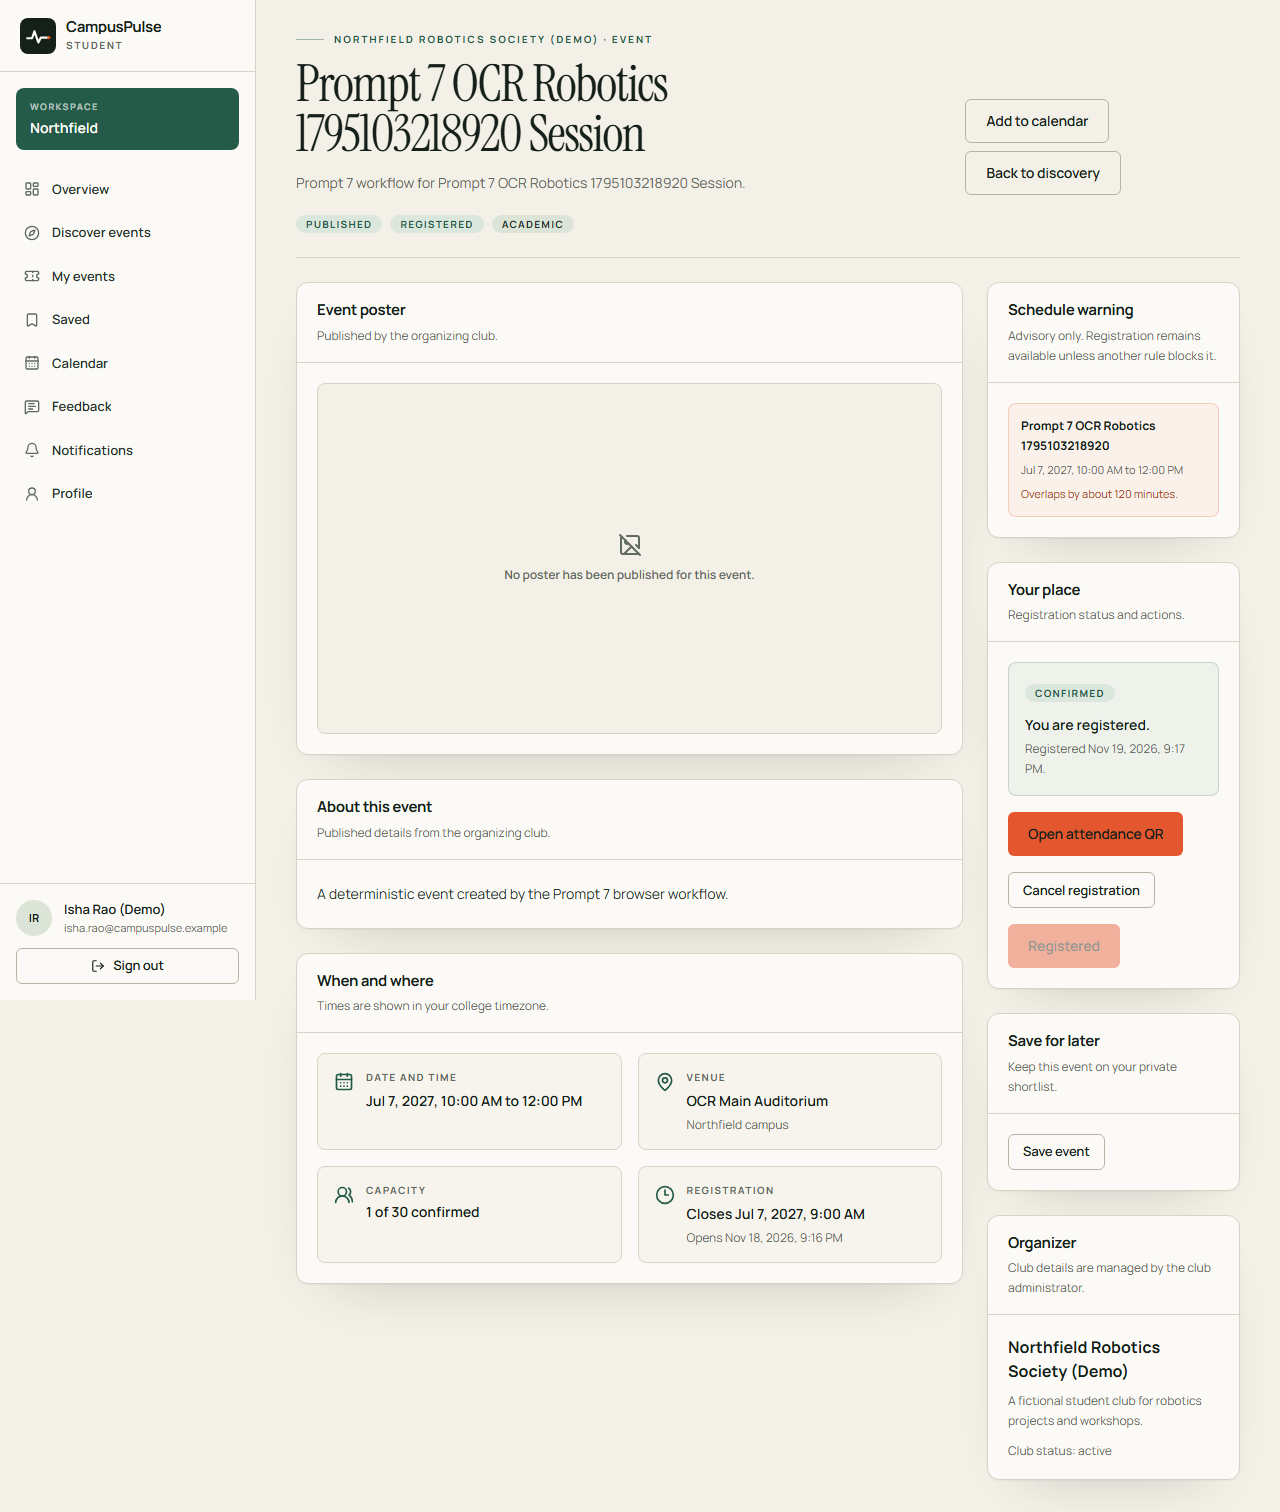 CampusPulse
STUDENT
WORKSPACE
Northfield
Overview
Discover events
My events
Saved
Calendar
Feedback
Notifications
Profile
IR
Isha Rao (Demo)
isha.rao@campuspulse.example
Sign out
NORTHFIELD ROBOTICS SOCIETY (DEMO) · EVENT
Prompt 7 OCR Robotics
1795103218920 Session
Prompt 7 workflow for Prompt 7 OCR Robotics 1795103218920 Session.
PUBLISHED
REGISTERED
ACADEMIC
Add to calendar
Back to discovery
Event poster
Published by the organizing club.
No poster has been published for this event.
About this event
Published details from the organizing club.
A deterministic event created by the Prompt 7 browser workflow.
When and where
Times are shown in your college timezone.
DATE AND TIME
Jul 7, 2027, 10:00 AM to 12:00 PM
VENUE
OCR Main Auditorium
Northfield campus
CAPACITY
1 of 30 confirmed
REGISTRATION
Closes Jul 7, 2027, 9:00 AM
Opens Nov 18, 2026, 9:16 PM
Schedule warning
Advisory only. Registration remains
available unless another rule blocks it.
Prompt 7 OCR Robotics
1795103218920
Jul 7, 2027, 10:00 AM to 12:00 PM
Overlaps by about 120 minutes.
Your place
Registration status and actions.
CONFIRMED
You are registered.
Registered Nov 19, 2026, 9:17
PM.
Open attendance QR
Cancel registration
Registered
Save for later
Keep this event on your private
shortlist.
Save event
Organizer
Club details are managed by the club
administrator.
Northfield Robotics
Society (Demo)
A fictional student club for robotics
projects and workshops.
Club status: active